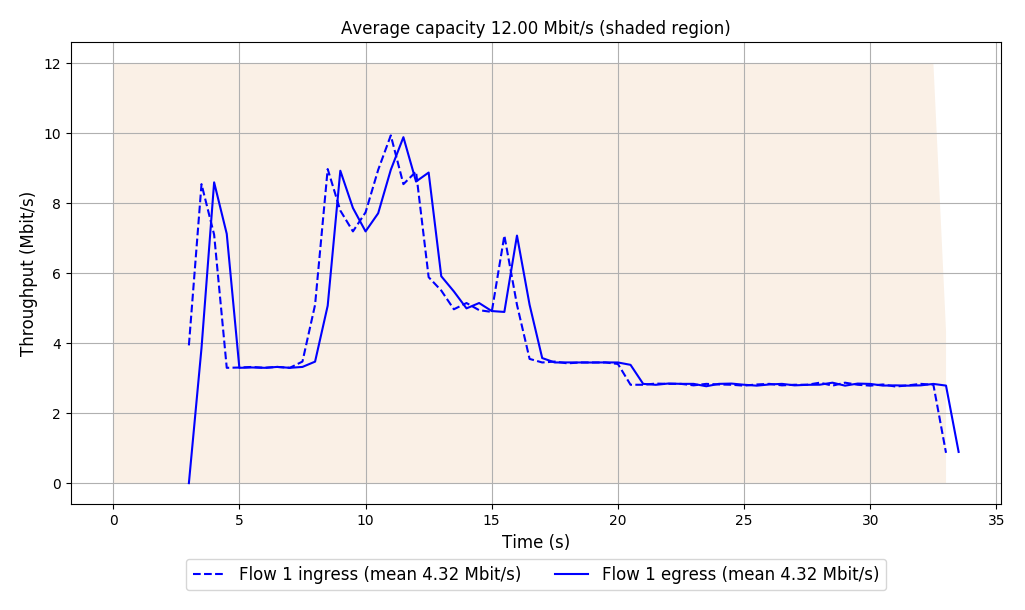 Average capacity 12.00 Mbit/s (shaded region)
Throughput (Mbit/s)
12
10
8
6
4
2
0
0 5 10 15 20 25 30 35
Time (s)
Flow 1 ingress (mean 4.32 Mbit/s) Flow 1 egress (mean 4.32 Mbit/s)